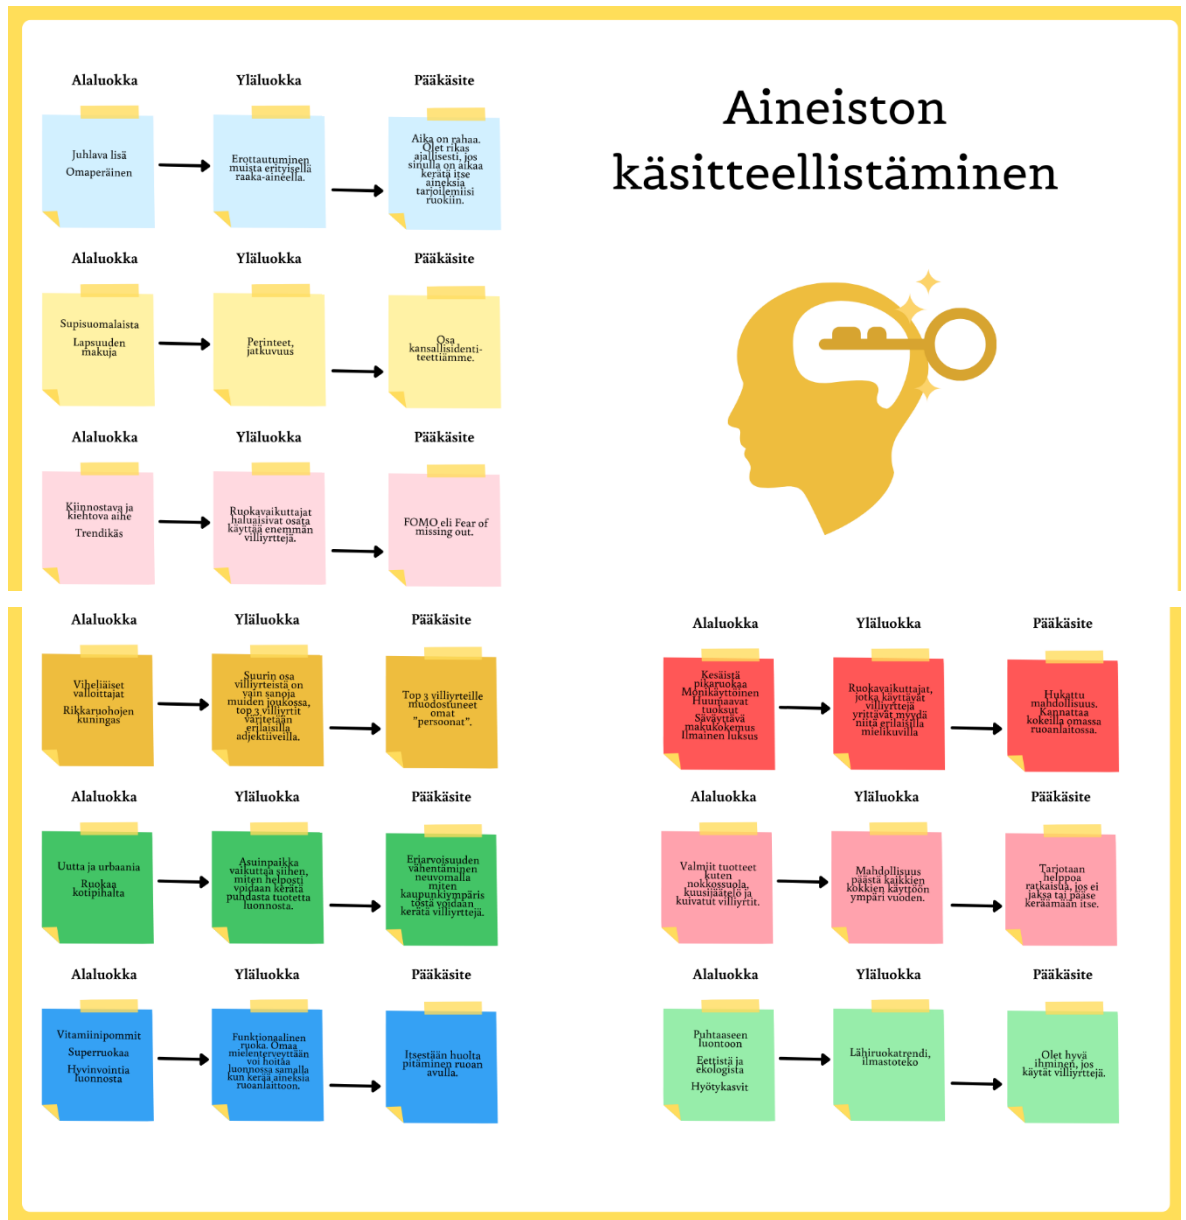 Aineiston
käsitteellistäminen
Alaluokka
Yläluokka
Pääkäsite
Juhlava lisä
Omaperäinen
Erottautuminen
muista erityisellä
raaka-aineella.
Aika on rahaa.
Olet rikas
ajallisesti, jos
sinulla on aikaa
kerätä itse
aineksia
tarjoilemiisi
ruokiin.
Alaluokka
Yläluokka
Pääkäsite
Supisuomalaista
Lapsuuden
makuja
Perinteet,
jatkuvuus
Osa
kansallisidenti-
teettiämme.
Alaluokka
Yläluokka
Pääkäsite
Kiinnostava ja
kiehtova aihe
Trendikäs
Ruokavaikuttajat
haluaisivat osata
käyttää enemmän
villiyrttejä.
FOMO eli Fear of
missing out.
Alaluokka
Yläluokka
Pääkäsite
Viheliäiset
valloittajat
Rikkaruohojen
kuningas
Suurin osa
villiyrteistä on
vain sanoja
muiden joukossa,
top 3 villiyrtit
väritetään
erilaisilla
adjektiiveilla.
Top 3 villiyrteille
muodostuneet
omat
"personat".
Alaluokka
Yläluokka
Pääkäsite
Uutta ja urbaania
Ruokaa
kotipihalta
Asuinpaikka
vaikuttaa siihen,
miten helposti
voidaan kerätä
puhdasta tuotetta
luonnosta.
Eriarvoisuuden
vähentäminen
neuvomalla
miten
kaupunkiympäris
töstä voidaan
kerätä villiyrttejä.
Alaluokka
Yläluokka
Pääkäsite
Vitamiinipommit
Superruokaa
Hyvinvointia
luonnosta
Funktionaalinen
ruoka. Omaa
mielenterveyttään
voi hoitaa
luonnossa samalla
kun kerää aineksia
ruoanlaittoon.
Itsestään huolta
pitäminen ruoan
avulla.
Alaluokka
Yläluokka
Pääkäsite
Kesäistä
pikaruokaa
Monikäyttöinen
Huumaavat
tuoksut
Säväyttävä
makukokemus
Ilmainen luksus
Ruokavaikuttajat,
jotka käyttävät
villiyrttejä
yrittävät myydä
niitä erilaisilla
mielikuvilla
Hukattu
mahdollisuus.
Kannattaa
kokeilla omassa
ruoanlaitossa.
Alaluokka
Yläluokka
Pääkäsite
Valmiit tuotteet
kuten
nokkossuola,
kuusijäätelö ja
kuivatut villiyrtit.
Mahdollisuus
päästä kaikkien
kokkien käyttöön
ympäri vuoden.
Tarjotaan
helppoa
ratkaisua, jos ei
jaksa tai pääse
keräämään itse.
Alaluokka
Yläluokka
Pääkäsite
Puhtaaseen
luontoon
Eettistä ja
ekologista
Hyötykasvit
Lähiruokatrendi,
ilmastoteko
Olet hyvä
ihminen, jos
käytät villiyrttejä.